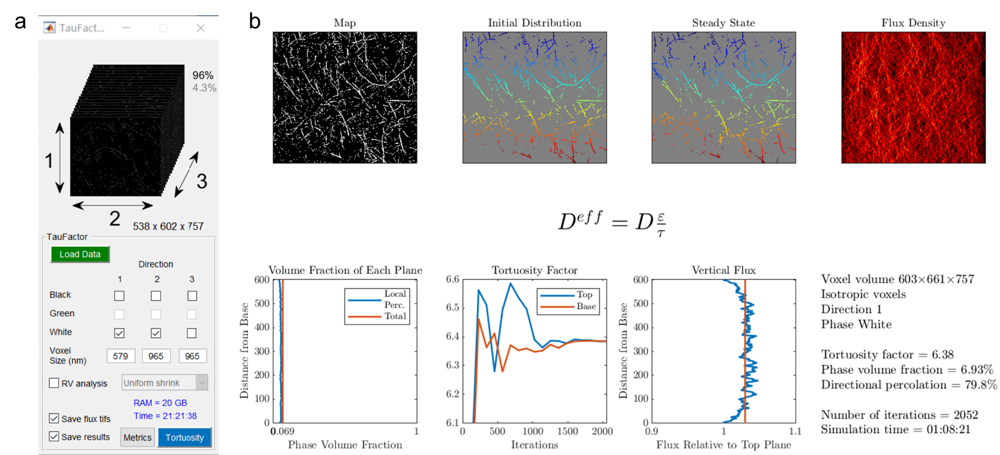 a
TauFact...
96%
4.3%
1
2
3
538 x 602 x 757
TauFactor
Load Data
Direction
1 2 3
Black
Green
White
Voxel
Size (nm)
579 965 965
RV analysis
Uniform shrink
RAM = 20 GB
Time = 21:21:38
Save flux tifs
Save results
Metrics
Tortuosity
b
Map
Initial Distribution
Steady State
Flux Density
D^{eff} = D ε/τ
Volume Fraction of Each Plane
Distance from Base
600
500
400
300
200
100
0
Local
Perc.
Total
0.069 1
Phase Volume Fraction
Tortuosity Factor
6.6
6.5
6.4
6.3
6.2
6.1
Top
Base
0 500 1000 1500 2000
Iterations
Vertical Flux
Distance from Base
600
500
400
300
200
100
0
0.9 1 1.1
Flux Relative to Top Plane
Voxel volume 603×661×757
Isotropic voxels
Direction 1
Phase White
Tortuosity factor = 6.38
Phase volume fraction = 6.93%
Directional percolation = 79.8%
Number of iterations = 2052
Simulation time = 01:08:21